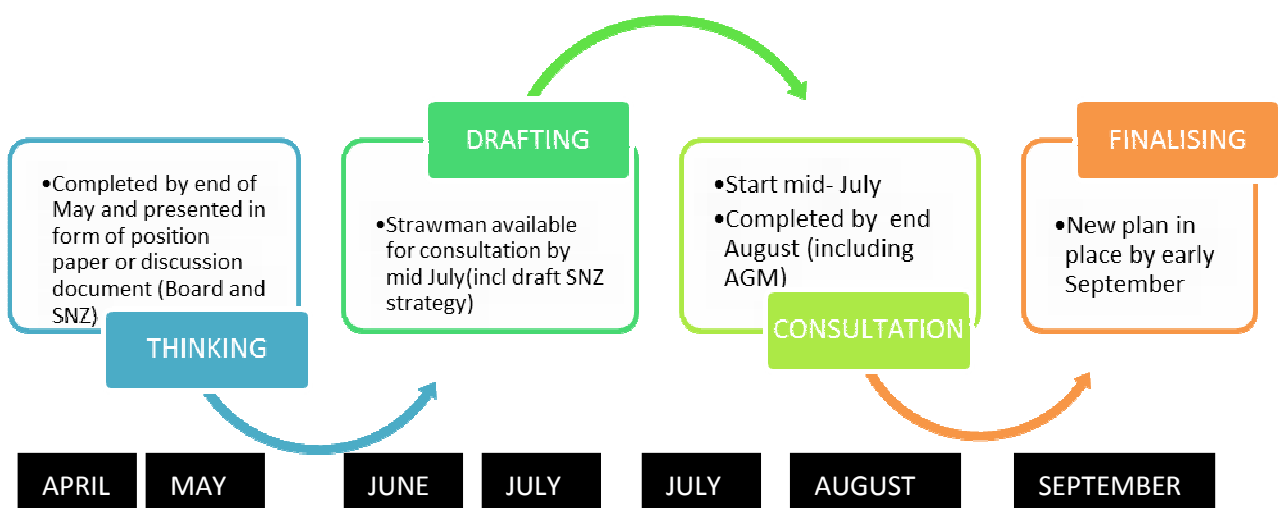 •Completed by end of
May and presented in
form of position
paper or discussion
document (Board and
SNZ)
THINKING
DRAFTING
•Strawman available
for consultation by
mid July(incl draft SNZ
strategy)
•Start mid- July
•Completed by end
August (including
AGM)
CONSULTATION
FINALISING
•New plan in
place by early
September
APRIL
MAY
JUNE
JULY
JULY
AUGUST
SEPTEMBER